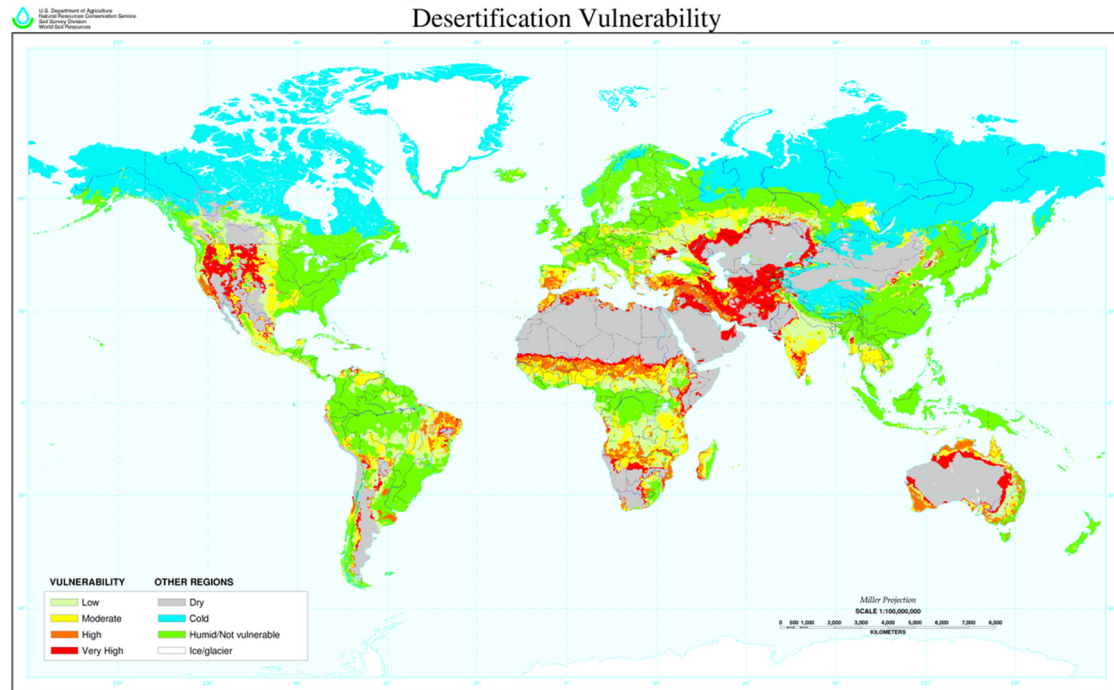 U.S. Department of Agriculture
Natural Resources Conservation Service
Soil Survey Division
World Soil Resources
Desertification Vulnerability
VULNERABILITY
Low
Moderate
High
Very High
OTHER REGIONS
Dry
Cold
Humid/Not vulnerable
Ice/glacier
Miller Projection
SCALE 1:100,000,000
0 500 1,000 2,000 3,000 4,000 5,000 6,000 7,000 8,000
KILOMETERS